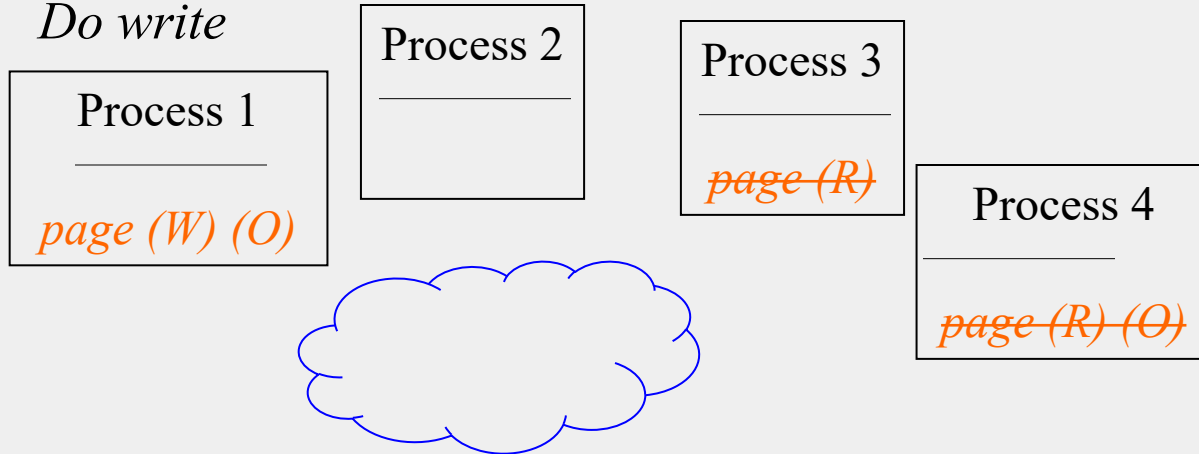 Do write
Process 1
page (W) (O)
Process 2
Process 3
page (R)
Process 4
page (R) (O)